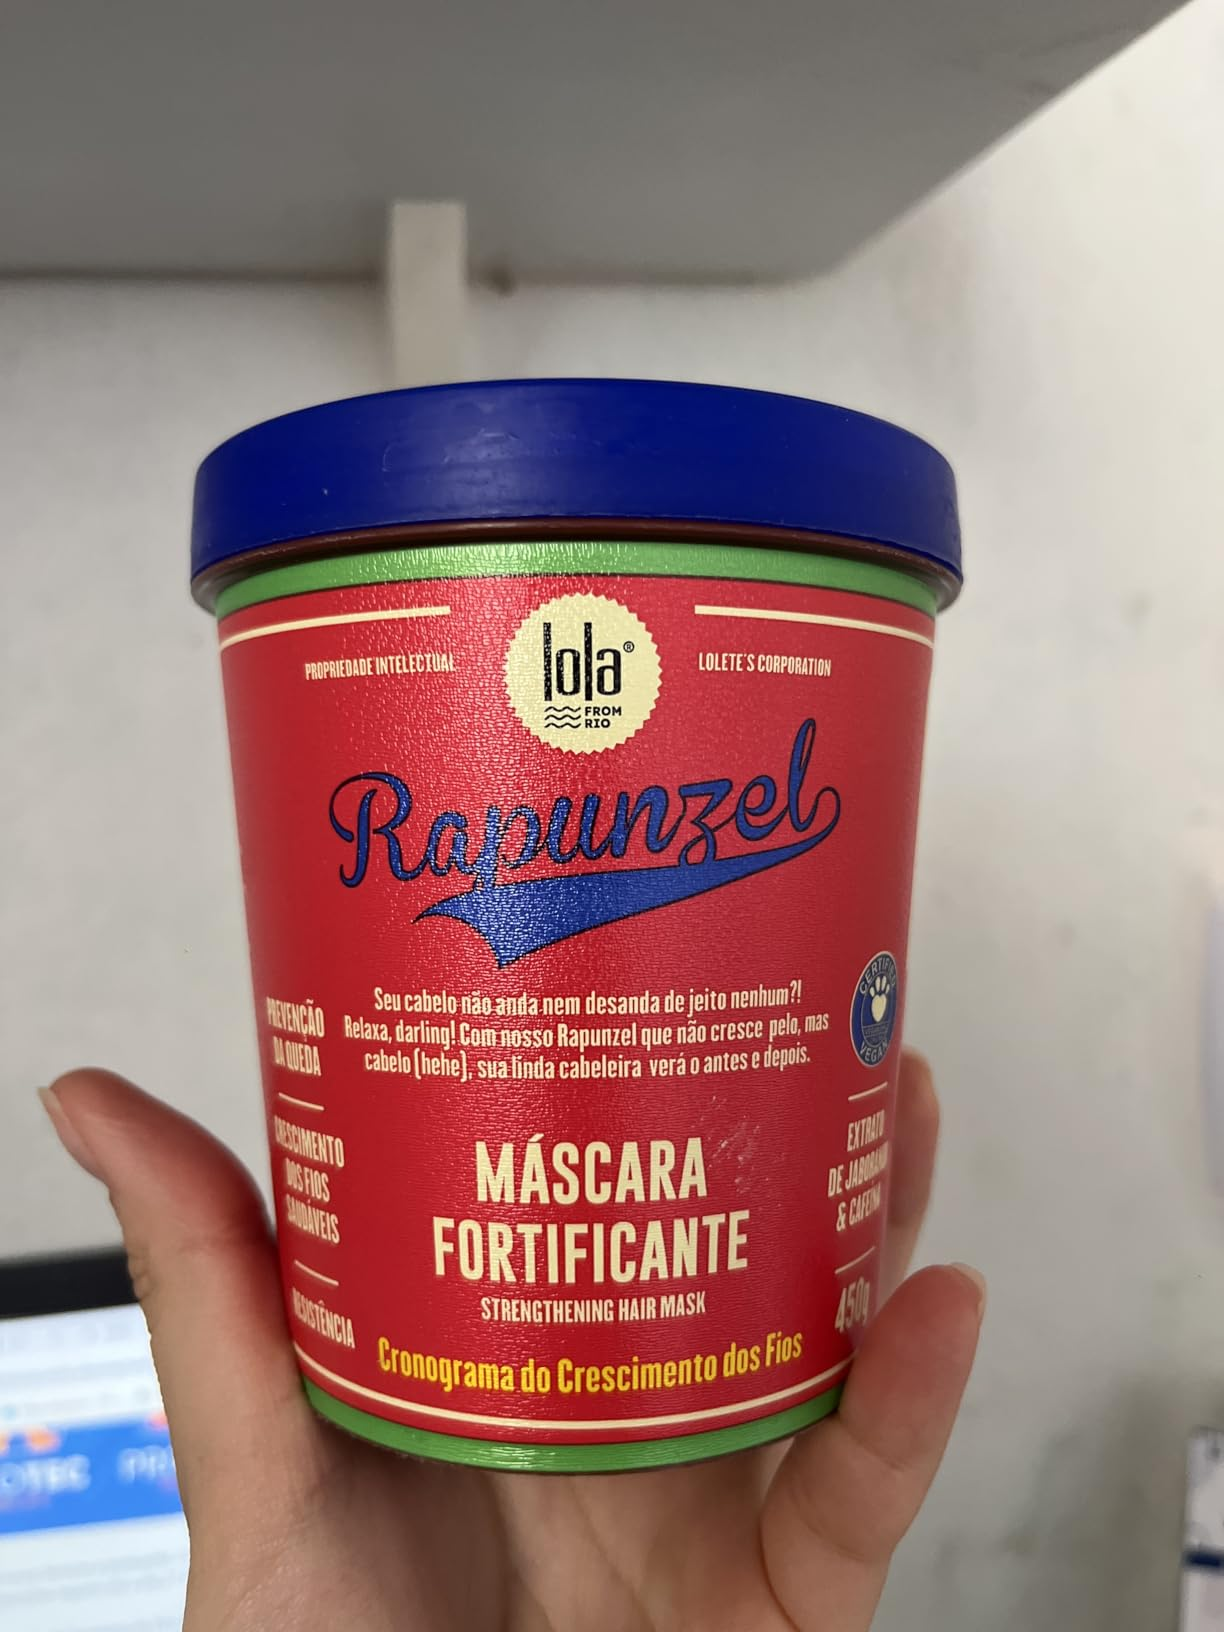 PROPRIEDADE INTELECTUAL
lola®
FROM
RIO
LOLETE'S CORPORATION
Rapunzel
Seu cabelo não anda nem desanda de jeito nenhum?!
Relaxa, darling! Com nosso Rapunzel que não cresce pelo, mas
cabelo (hehe), sua linda cabeleira verá o antes e depois.
PREVENÇÃO
DA QUEDA
CRESCIMENTO
DOS FIOS
SAUDÁVEIS
RESISTÊNCIA
MÁSCARA
FORTIFICANTE
STRENGTHENING HAIR MASK
Cronograma do Crescimento dos Fios
VEGAN
EXTRATO
DE
& CAFEÍNA
450g